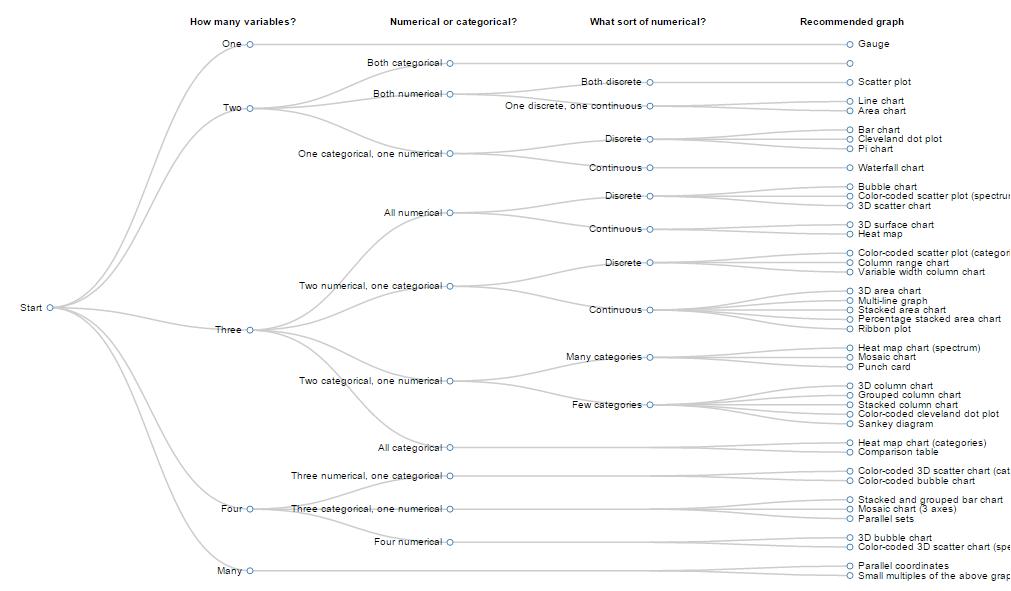 How many variables? Numerical or categorical? What sort of numerical? Recommended graph
One Gauge
Both categorical
Both discrete Scatter plot
Two Both numerical
One discrete, one continuous Line chart
Area chart
Bar chart
Discrete Cleveland dot plot
Pi chart
One categorical, one numerical
Continuous Waterfall chart
Bubble chart
Discrete Color-coded scatter plot (spectrur
3D scatter chart
All numerical
3D surface chart
Continuous Heat map
Color-coded scatter plot (categori
Discrete Column range chart
Variable width column chart
Two numerical, one categorical
3D area chart
Multi-line graph
Start Continuous Stacked area chart
Percentage stacked area chart
Three Ribbon plot
Heat map chart (spectrum)
Many categories Mosaic chart
Punch card
Two categorical, one numerical
3D column chart
Grouped column chart
Few categories Stacked column chart
Color-coded cleveland dot plot
Sankey diagram
Heat map chart (categories)
All categorical
Comparison table
Color-coded 3D scatter chart (cat
Three numerical, one categorical
Color-coded bubble chart
Stacked and grouped bar chart
Four Three categorical, one numerical Mosaic chart (3 axes)
Parallel sets
3D bubble chart
Four numerical
Color-coded 3D scatter chart (spe
Parallel coordinates
Many
Small multiples of the above grap